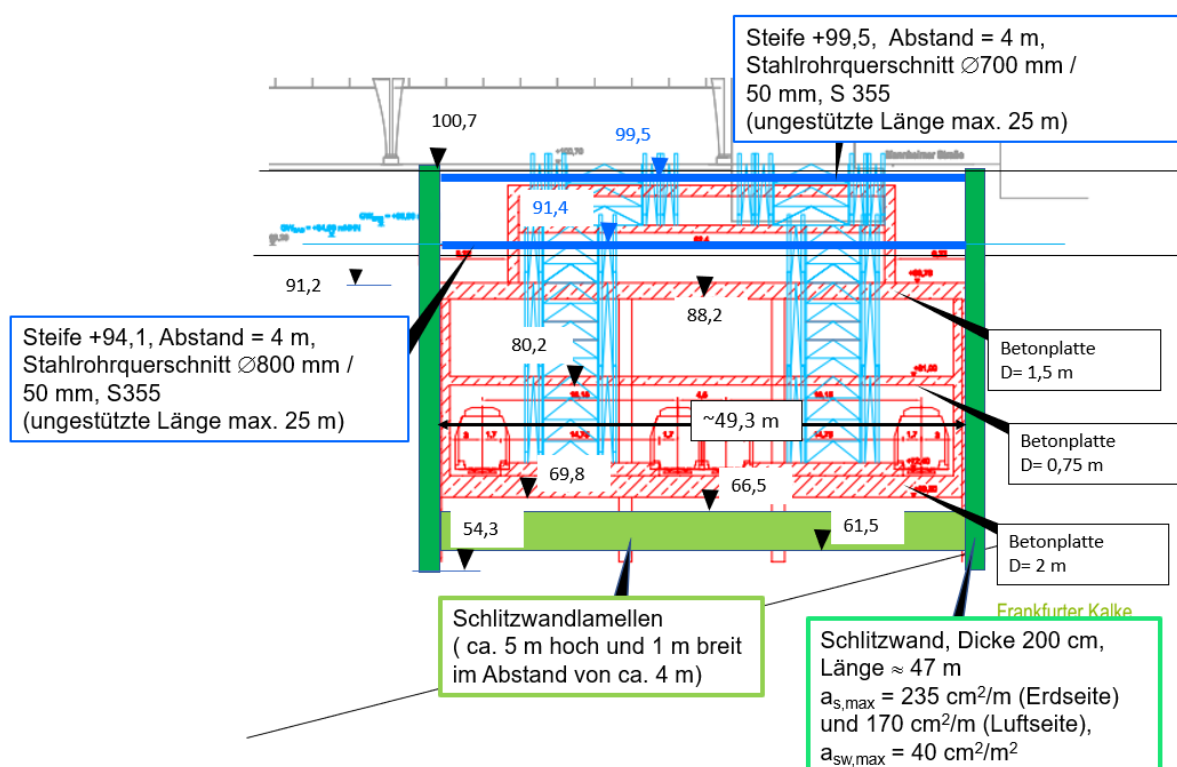 Steife +99,5, Abstand = 4 m,
Stahlrohrquerschnitt ∅700 mm /
50 mm, S 355
(ungestützte Länge max. 25 m)
100,7
99,5
Mannheimer Straße
91,4
91,2
88,2
Steife +94,1, Abstand = 4 m,
Stahlrohrquerschnitt ∅800 mm /
50 mm, S355
(ungestützte Länge max. 25 m)
80,2
Betonplatte
D= 1,5 m
~49,3 m
Betonplatte
D= 0,75 m
69,8
66,5
54,3
61,5
Betonplatte
D= 2 m
Schlitzwandlamellen
( ca. 5 m hoch und 1 m breit
im Abstand von ca. 4 m)
Frankfurter Kalke
Schlitzwand, Dicke 200 cm,
Länge ≈ 47 m
as,max = 235 cm²/m (Erdseite)
und 170 cm²/m (Luftseite),
asw,max = 40 cm²/m²